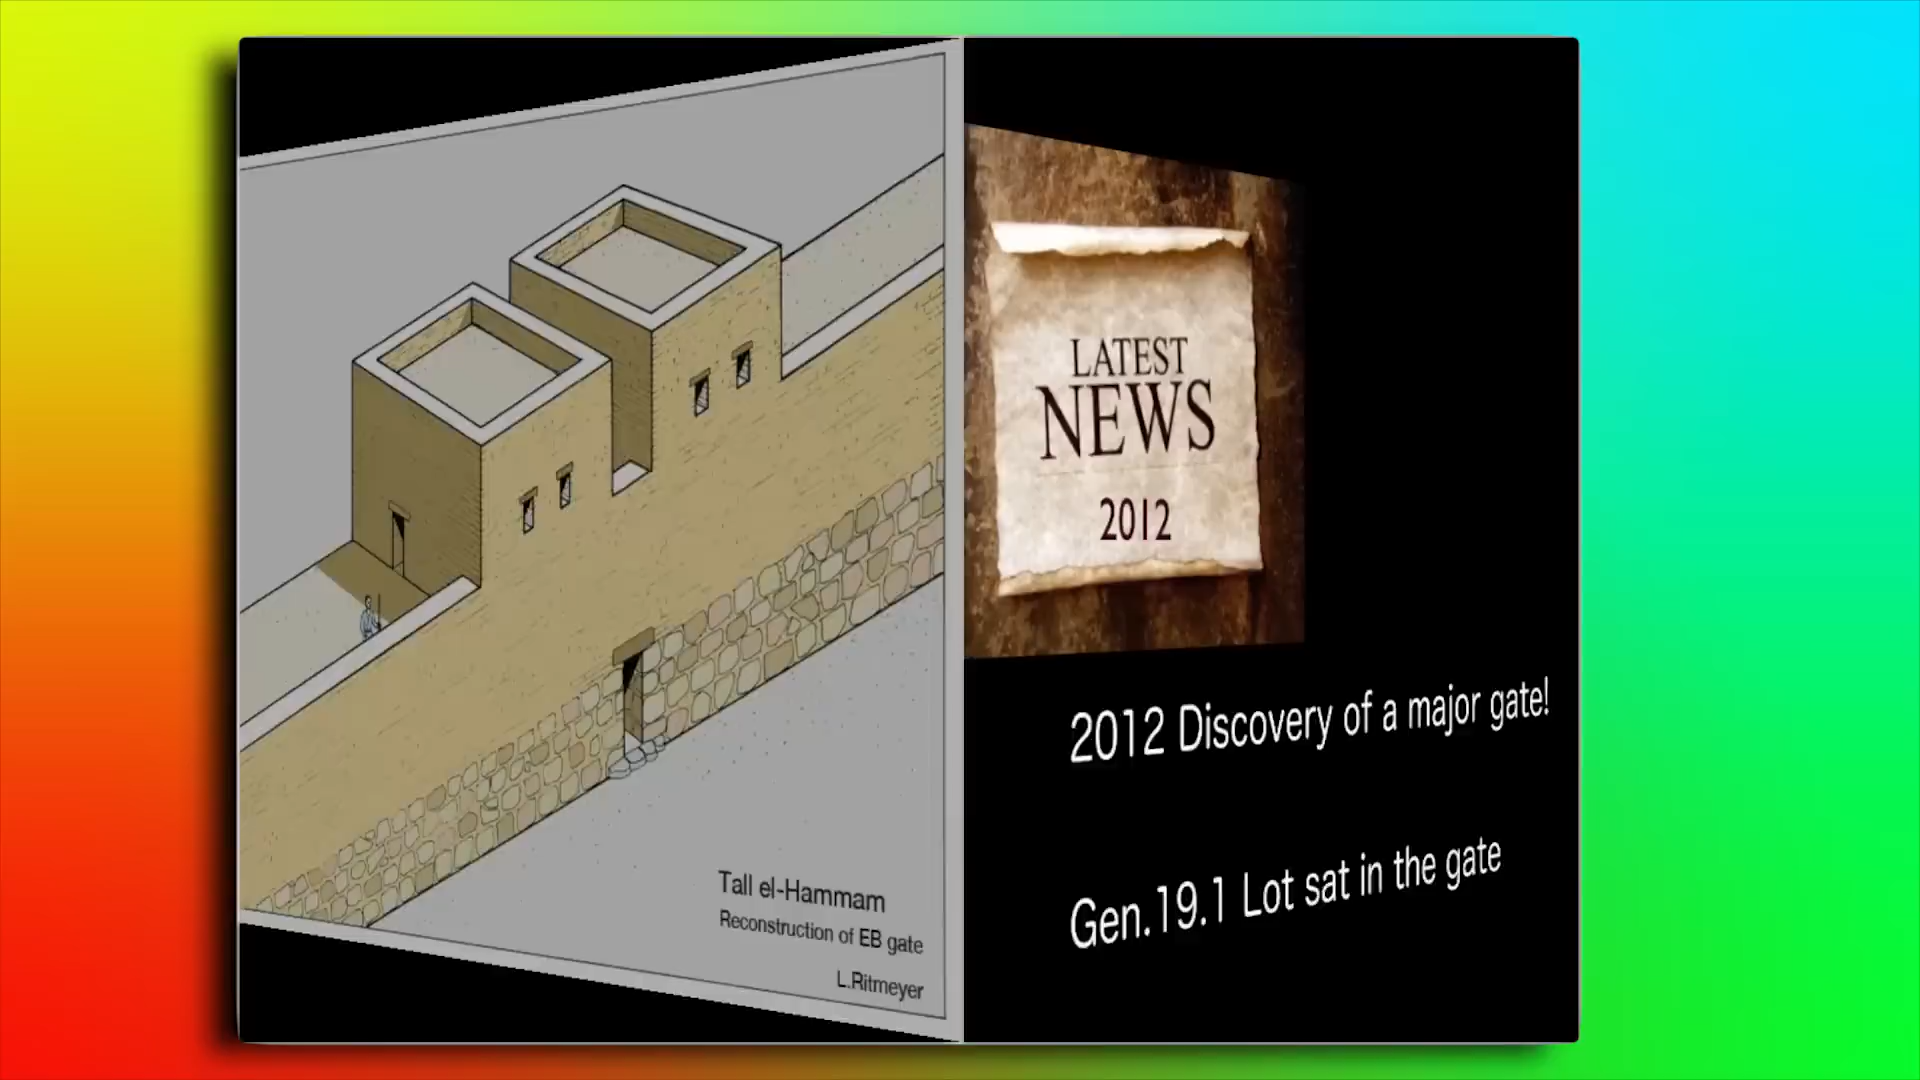 Tall el-Hammam
Reconstruction of EB gate
L.Ritmeyer
LATEST
NEWS
2012
2012 Discovery of a major gate!
Gen.19.1 Lot sat in the gate